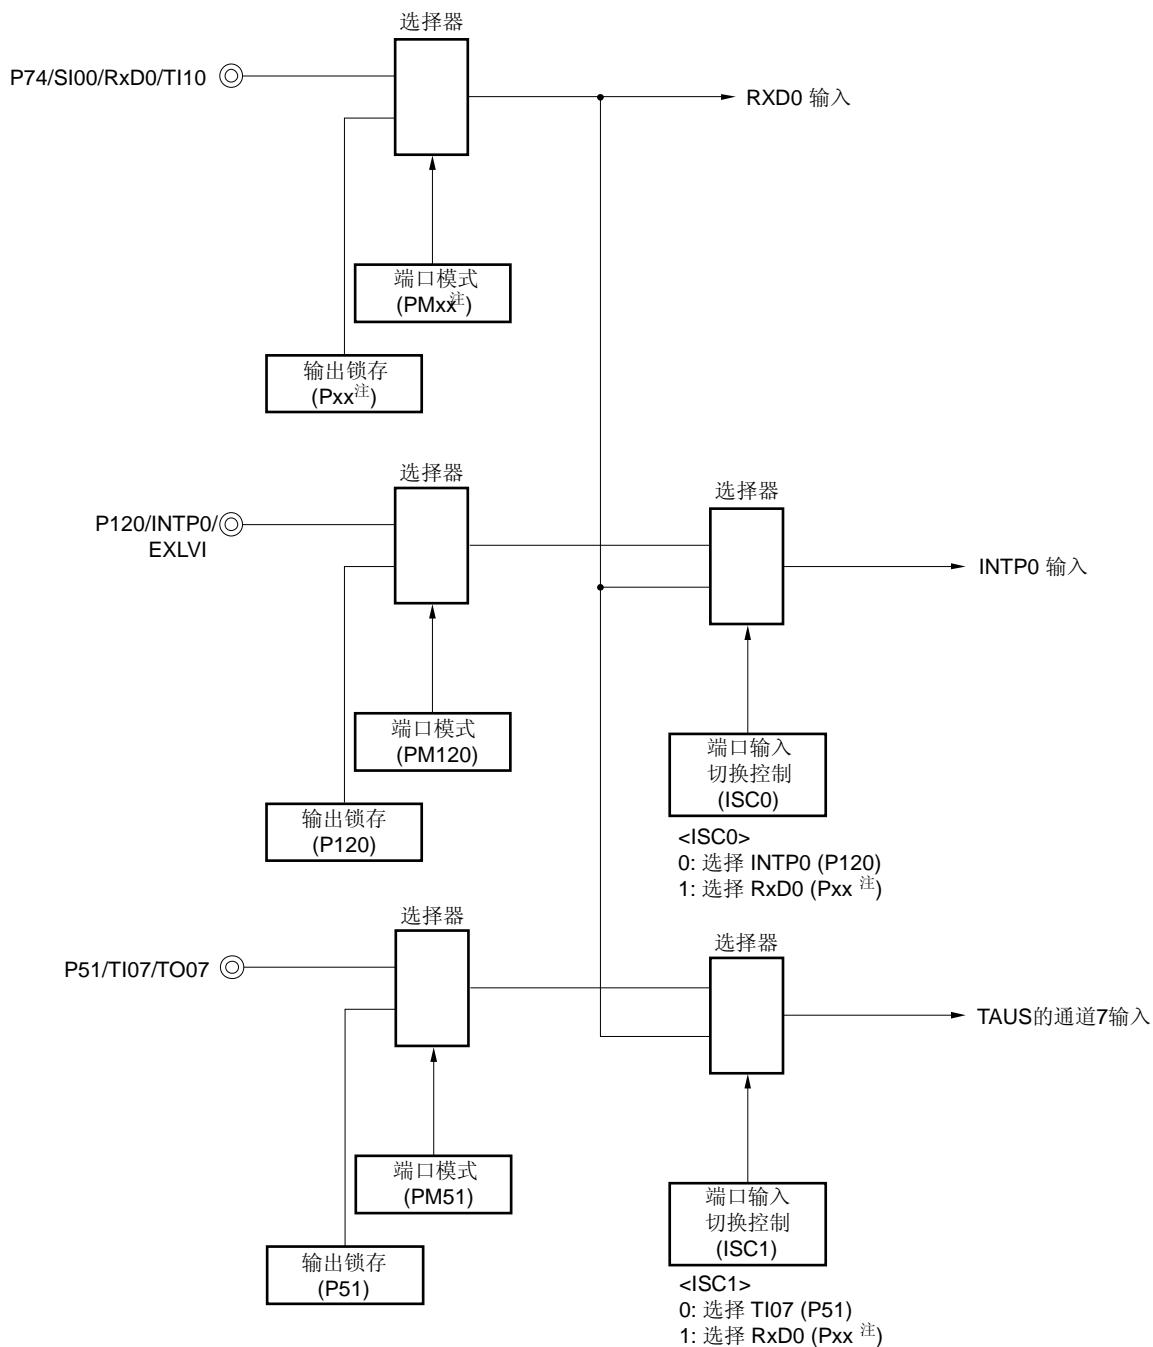 选择器
P74/SI00/RxD0/TI10
RXD0 输入
端口模式
(PMxx注)
输出锁存
(Pxx注)
选择器
选择器
P120/INTP0/
EXLVI
INTP0 输入
端口模式
(PM120)
端口输入
切换控制
(ISC0)
输出锁存
(P120)
<ISC0>
0: 选择 INTP0 (P120)
1: 选择 RxD0 (Pxx 注)
选择器
选择器
P51/TI07/TO07
TAUS的通道7输入
端口模式
(PM51)
端口输入
切换控制
(ISC1)
输出锁存
(P51)
<ISC1>
0: 选择 TI07 (P51)
1: 选择 RxD0 (Pxx 注)